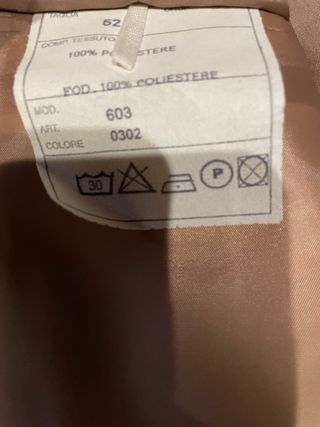 TAGLIA 52
COMP. TESSUTO
100% POLIESTERE
FOD. 100% POLIESTERE
MOD. 603
ART. 0302
COLORE
30 P